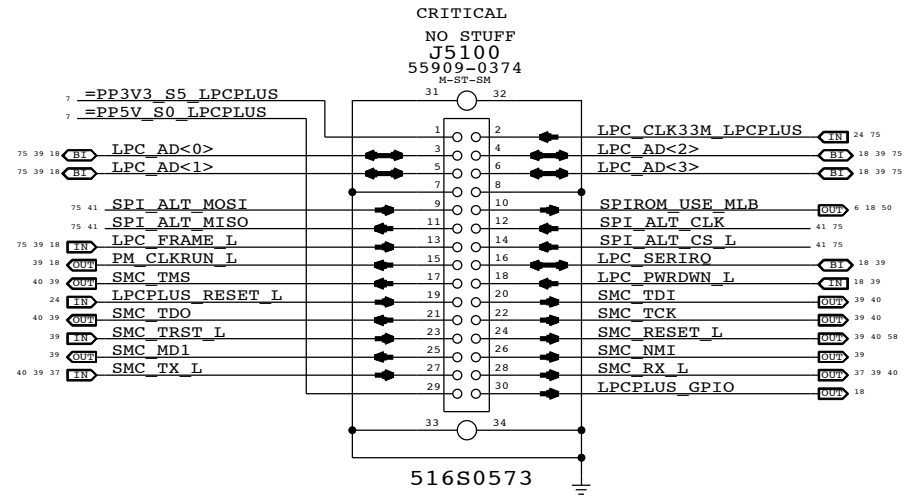 CRITICAL
NO STUFF
J5100
55909-0374
M-ST-SM
31 32
7 =PP3V3_S5_LPCPLUS
7 =PP5V_S0_LPCPLUS
1 2 LPC_CLK33M_LPCPLUS IN 24 75
75 39 18 BI LPC_AD<0> 3 4 LPC_AD<2> BI 18 39 75
75 39 18 BI LPC_AD<1> 5 6 LPC_AD<3> BI 18 39 75
7 8
75 41 SPI_ALT_MOSI 9 10 SPIROM_USE_MLB OUT 6 18 50
75 41 SPI_ALT_MISO 11 12 SPI_ALT_CLK 41 75
75 39 18 IN LPC_FRAME_L 13 14 SPI_ALT_CS_L 41 75
39 18 OUT PM_CLKRUN_L 15 16 LPC_SERIRQ BI 18 39
40 39 OUT SMC_TMS 17 18 LPC_PWRDWN_L IN 18 39
24 IN LPCPLUS_RESET_L 19 20 SMC_TDI OUT 39 40
40 39 OUT SMC_TDO 21 22 SMC_TCK OUT 39 40
39 IN SMC_TRST_L 23 24 SMC_RESET_L OUT 39 40 58
39 OUT SMC_MD1 25 26 SMC_NMI OUT 39
40 39 37 IN SMC_TX_L 27 28 SMC_RX_L OUT 37 39 40
29 30 LPCPLUS_GPIO OUT 18
33 34
516S0573